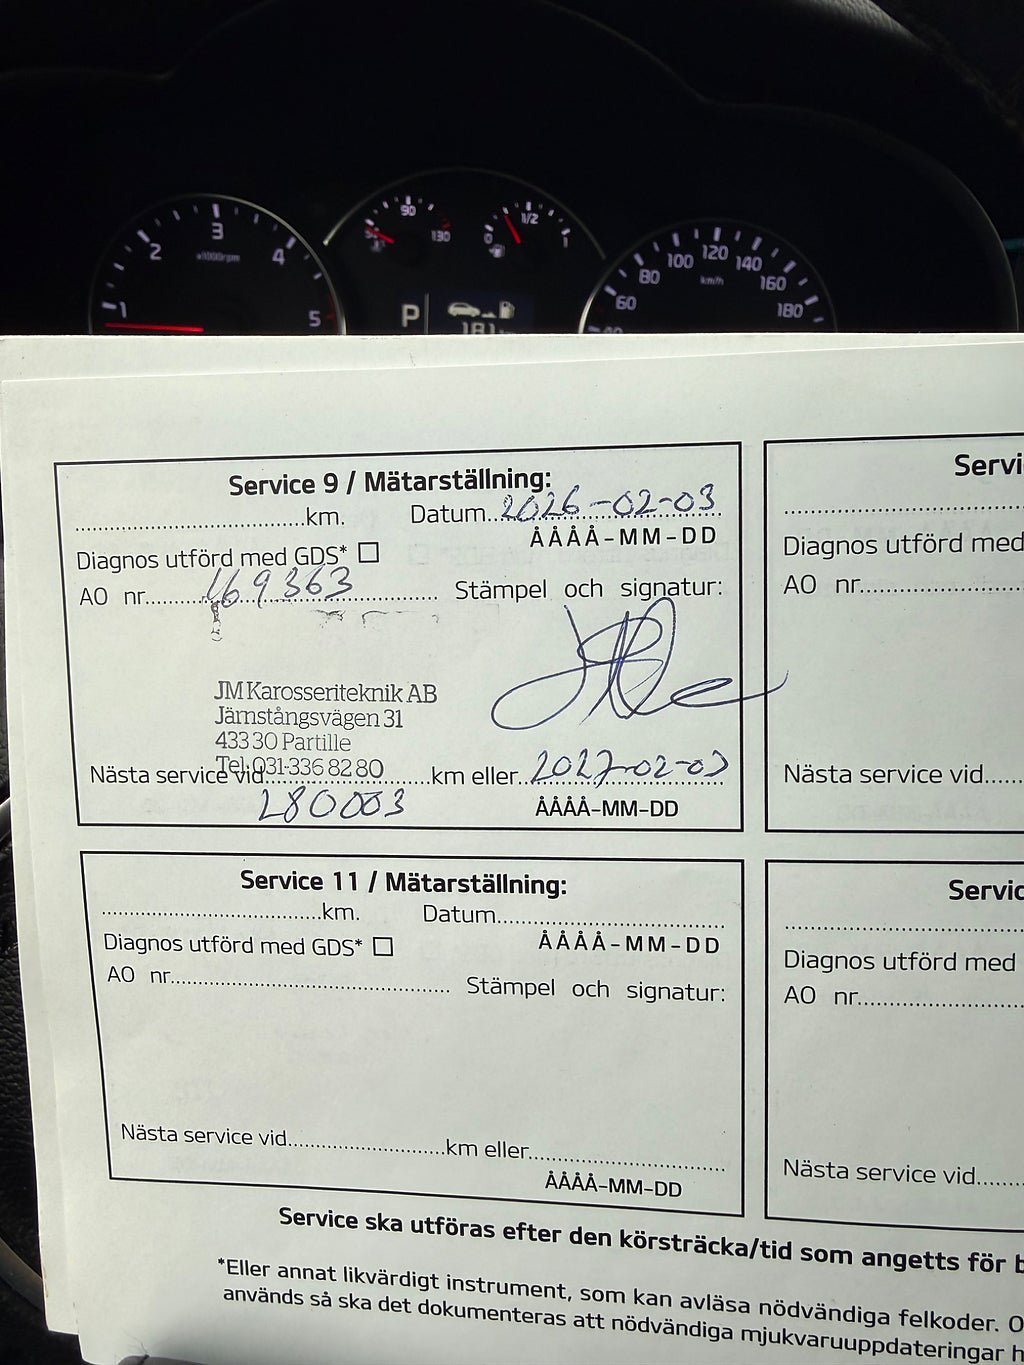 90
130
0
1/2
1
1
2
3
4
5
x1000rpm
60
80
100
120
140
160
180
km/h
P
181
Service 9 / Mätarställning:
km. Datum 2026-02-03
ÅÅÅÅ-MM-DD
Diagnos utförd med GDS*
AO nr. 169363 Stämpel och signatur:
JM Karosseriteknik AB
Järnstångsvägen 31
433 30 Partille
Tel: 031-336 82 80
Nästa service vid km eller 2027-02-03
280003
ÅÅÅÅ-MM-DD
Servi
Diagnos utförd med
AO nr.
Nästa service vid
Service 11 / Mätarställning:
km. Datum
ÅÅÅÅ-MM-DD
Diagnos utförd med GDS*
AO nr. Stämpel och signatur:
Nästa service vid km eller
ÅÅÅÅ-MM-DD
Servic
Diagnos utförd med
AO nr.
Nästa service vid
Service ska utföras efter den körsträcka/tid som angetts för b
*Eller annat likvärdigt instrument, som kan avläsa nödvändiga felkoder. O
används så ska det dokumenteras att nödvändiga mjukvaruuppdateringar h